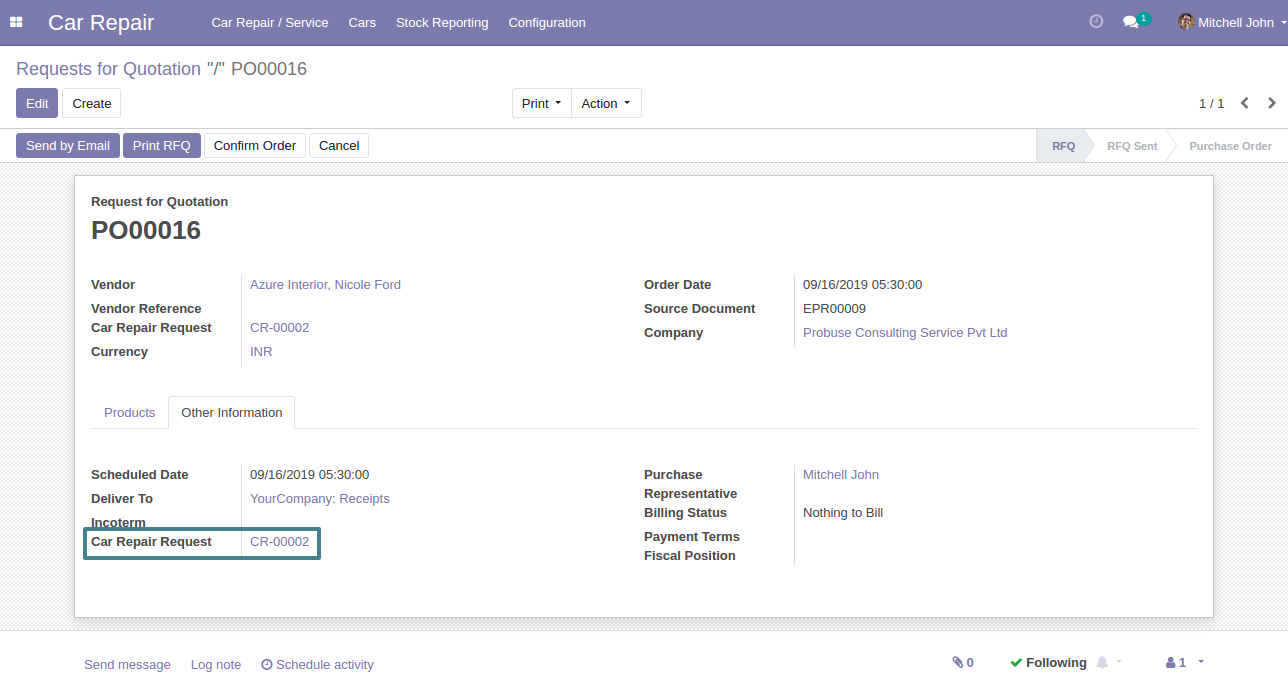 Car Repair
Car Repair / Service Cars Stock Reporting Configuration
1 Mitchell John
Requests for Quotation "/" PO00016
Edit Create Print Action 1 / 1
Send by Email Print RFQ Confirm Order Cancel RFQ RFQ Sent Purchase Order
Request for Quotation
PO00016
Vendor Azure Interior, Nicole Ford
Vendor Reference
Car Repair Request CR-00002
Currency INR
Order Date 09/16/2019 05:30:00
Source Document EPR00009
Company Probuse Consulting Service Pvt Ltd
Products Other Information
Scheduled Date 09/16/2019 05:30:00
Deliver To YourCompany: Receipts
Incoterm
Car Repair Request CR-00002
Purchase Mitchell John
Representative
Billing Status Nothing to Bill
Payment Terms
Fiscal Position
Send message Log note Schedule activity 0 Following 1